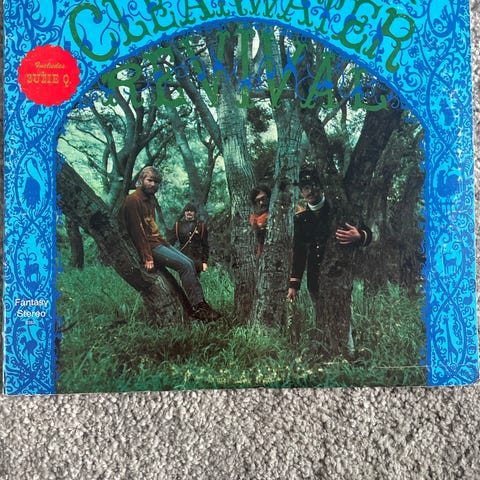 CLEARWATER
REVIVAL
Includes
SUZIE Q.
Fantasy
Stereo